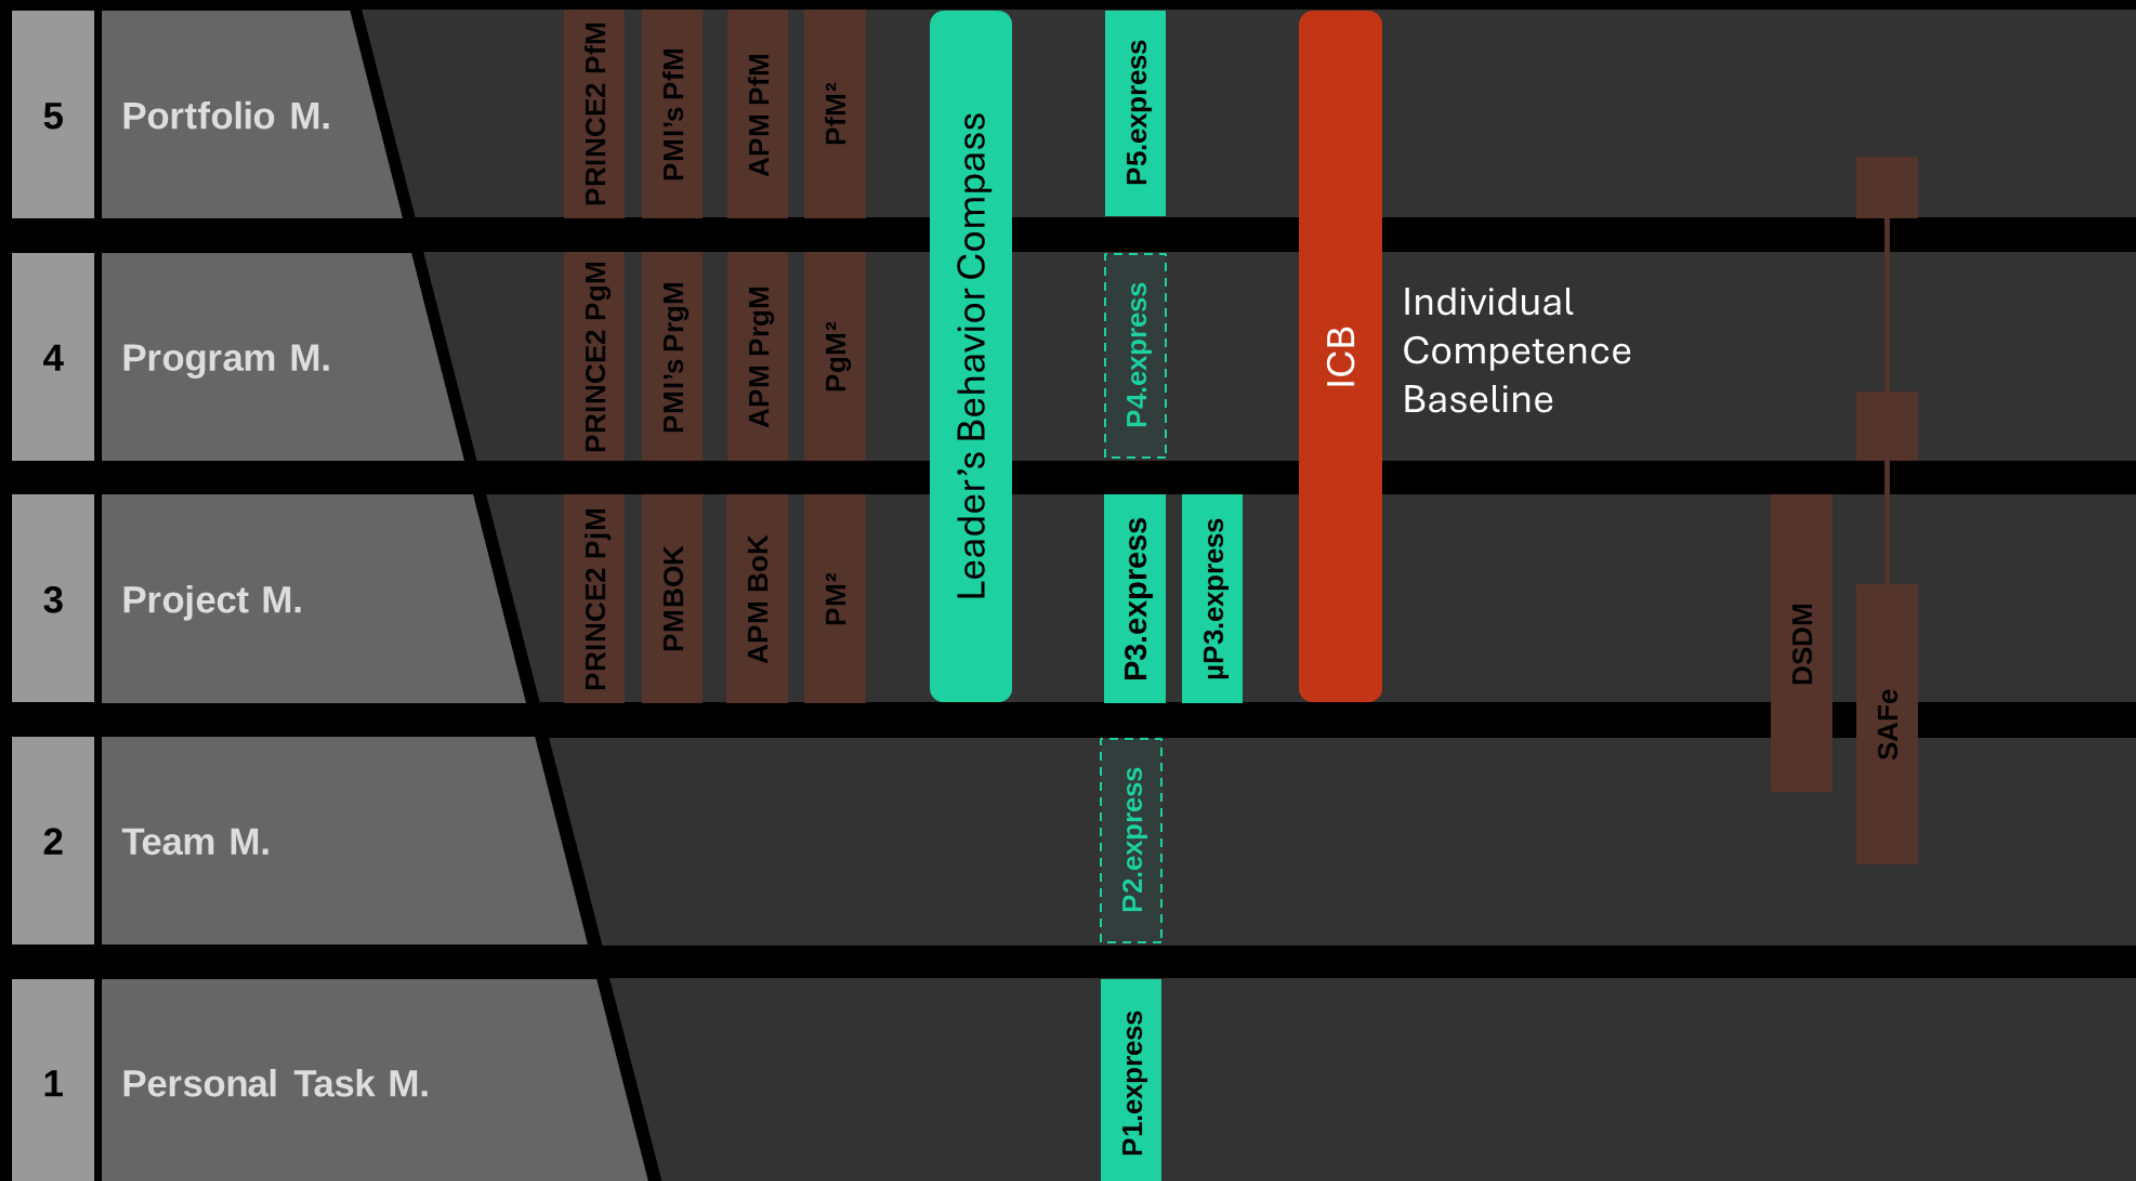 5
Portfolio M.
PRINCE2 PfM
PMI's PfM
APM PfM
PfM²
Leader's Behavior Compass
P5.express
ICB
4
Program M.
PRINCE2 PgM
PMI's PrgM
APM PrgM
PgM²
P4.express
Individual
Competence
Baseline
3
Project M.
PRINCE2 PjM
PMBOK
APM BoK
PM²
P3.express
µP3.express
DSDM
SAFe
2
Team M.
P2.express
1
Personal Task M.
P1.express